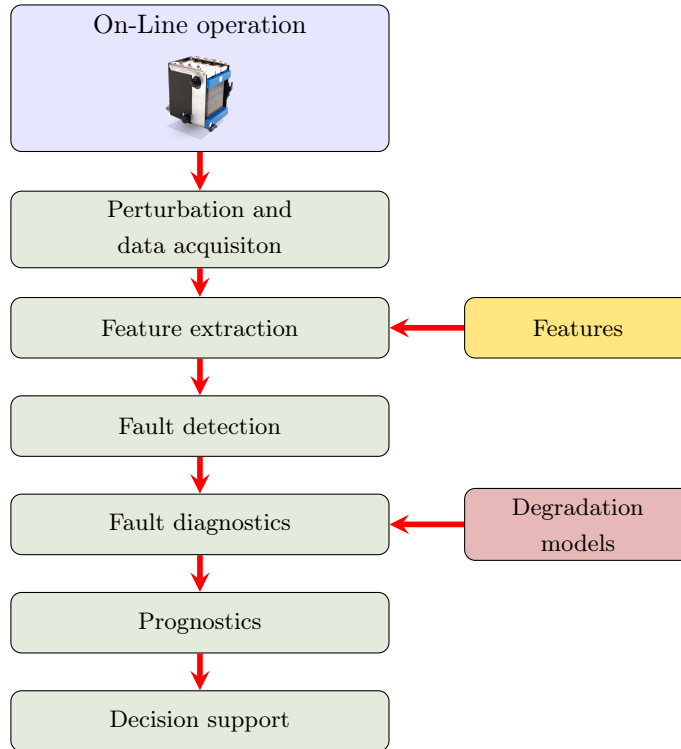 On-Line operation
Perturbation and
data acquisiton
Feature extraction
Features
Fault detection
Fault diagnostics
Degradation
models
Prognostics
Decision support